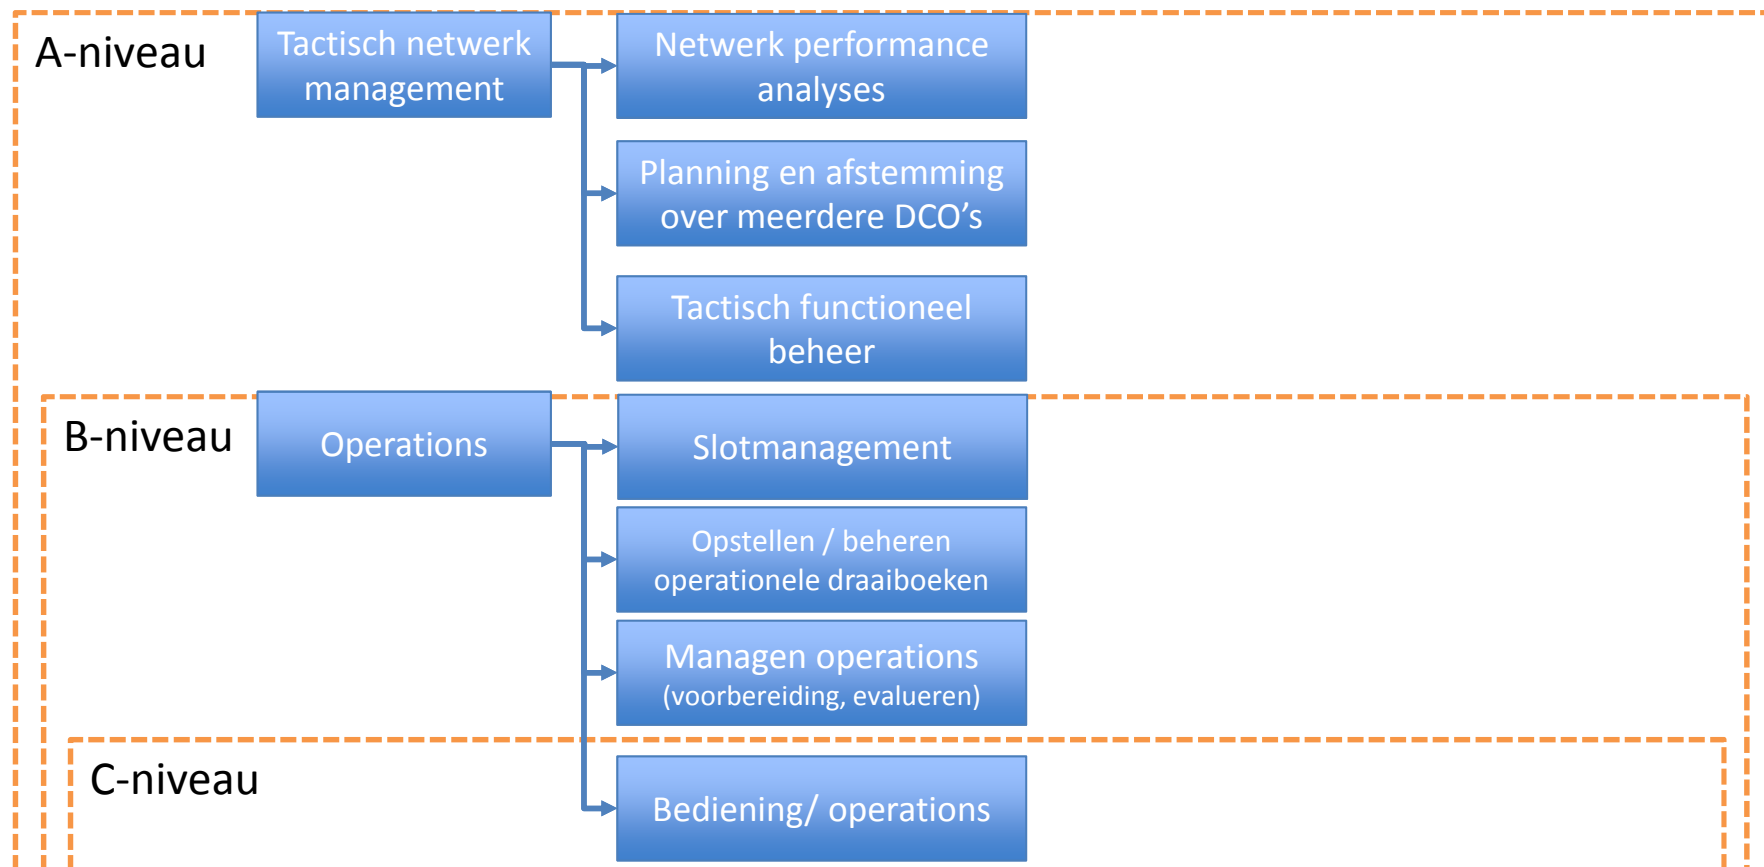 A-niveau
Tactisch netwerk
management
Netwerk performance
analyses
Planning en afstemming
over meerdere DCO’s
Tactisch functioneel
beheer
B-niveau
Operations
Slotmanagement
Opstellen / beheren
operationele draaiboeken
Managen operations
(voorbereiding, evalueren)
C-niveau
Bediening/ operations